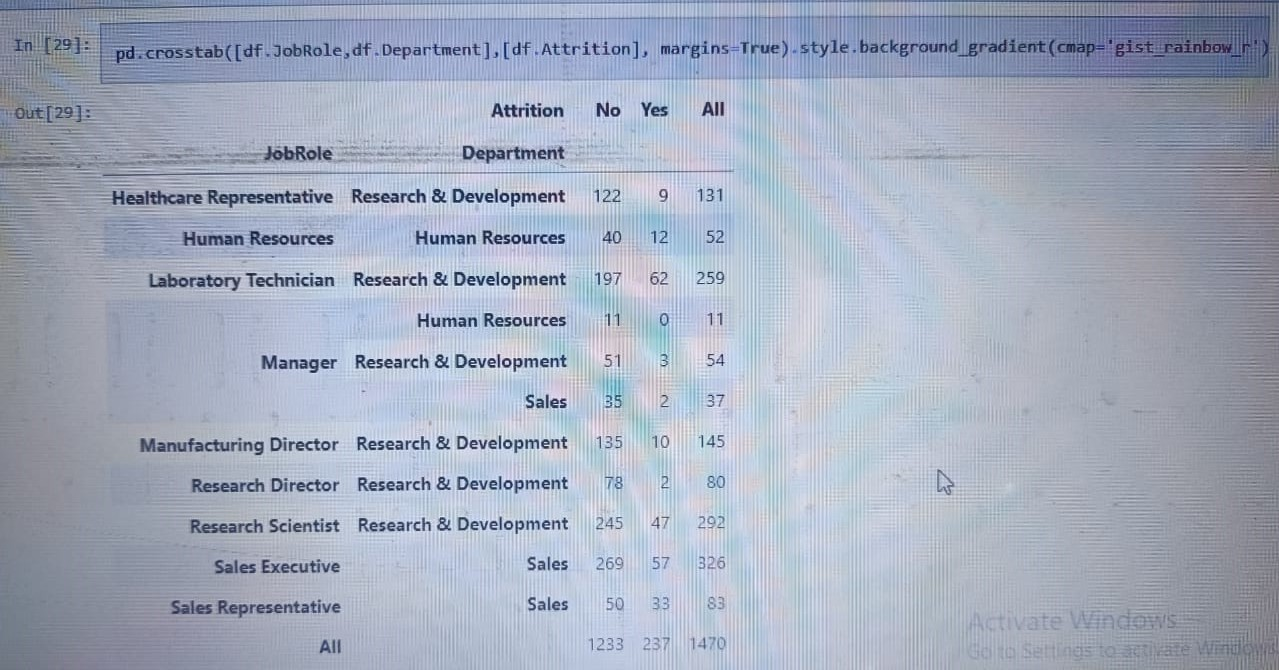 In [29]: pd.crosstab([df.JobRole,df.Department],[df.Attrition], margins=True).style.background_gradient(cmap='gist_rainbow_r')
Out[29]:
Attrition No Yes All
JobRole Department
Healthcare Representative Research & Development 122 9 131
Human Resources Human Resources 40 12 52
Laboratory Technician Research & Development 197 62 259
Human Resources 11 0 11
Manager Research & Development 51 3 54
Sales 35 2 37
Manufacturing Director Research & Development 135 10 145
Research Director Research & Development 78 2 80
Research Scientist Research & Development 245 47 292
Sales Executive Sales 269 57 326
Sales Representative Sales 50 33 83
All 1233 237 1470
Activate Windows
Go to Settings to activate Windows